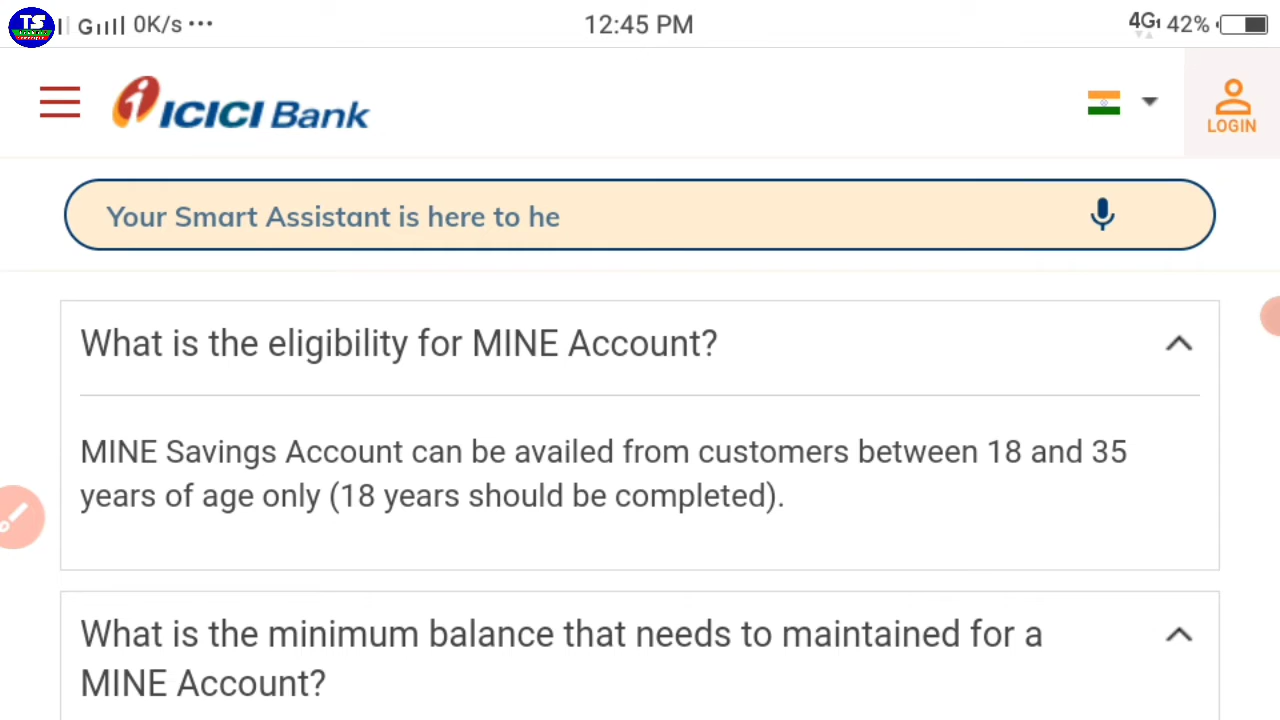 TS
G 0K/s ... 12:45 PM 4G 42%
ICICI Bank
LOGIN
Your Smart Assistant is here to he
What is the eligibility for MINE Account?
MINE Savings Account can be availed from customers between 18 and 35
years of age only (18 years should be completed).
What is the minimum balance that needs to maintained for a
MINE Account?